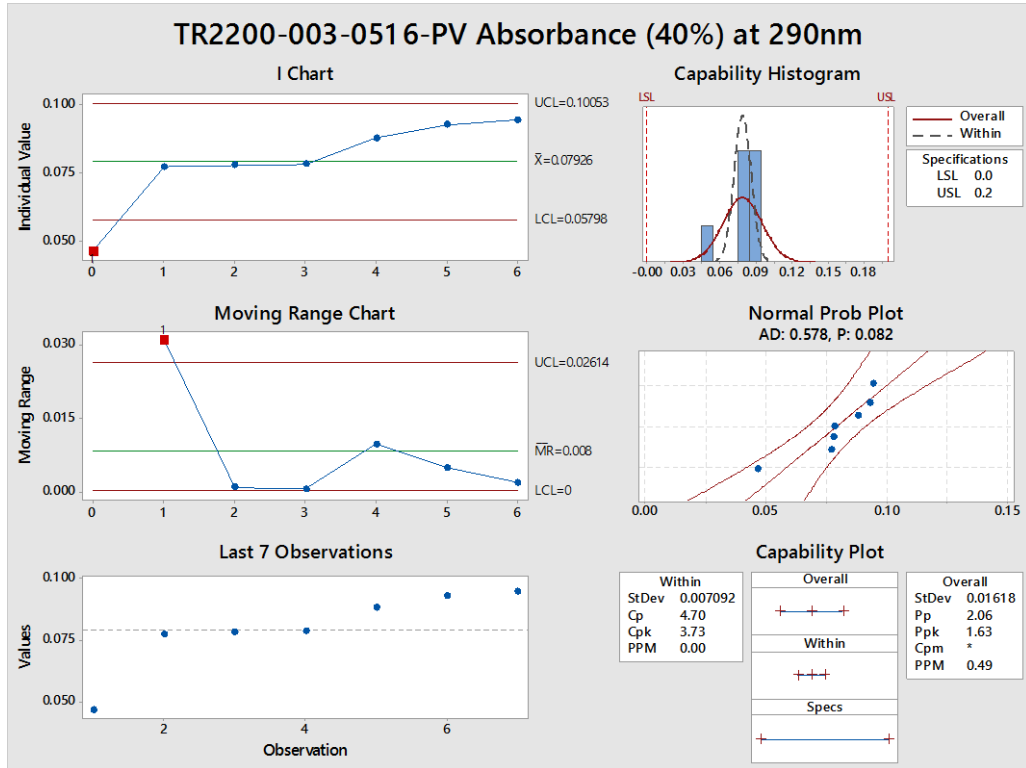 TR2200-003-0516-PV Absorbance (40%) at 290nm
I Chart
Individual Value
0.100
0.075
0.050
UCL=0.10053
X̄=0.07926
LCL=0.05798
1
0 1 2 3 4 5 6
Capability Histogram
LSL USL
-0.00 0.03 0.06 0.09 0.12 0.15 0.18
Overall
Within
Specifications
LSL 0.0
USL 0.2
Moving Range Chart
Moving Range
0.030
0.015
0.000
1
UCL=0.02614
M̅R̅=0.008
LCL=0
0 1 2 3 4 5 6
Normal Prob Plot
AD: 0.578, P: 0.082
0.00 0.05 0.10 0.15
Last 7 Observations
Values
0.100
0.075
0.050
2 4 6
Observation
Capability Plot
Within
StDev 0.007092
Cp 4.70
Cpk 3.73
PPM 0.00
Overall
Within
Specs
Overall
StDev 0.01618
Pp 2.06
Ppk 1.63
Cpm *
PPM 0.49